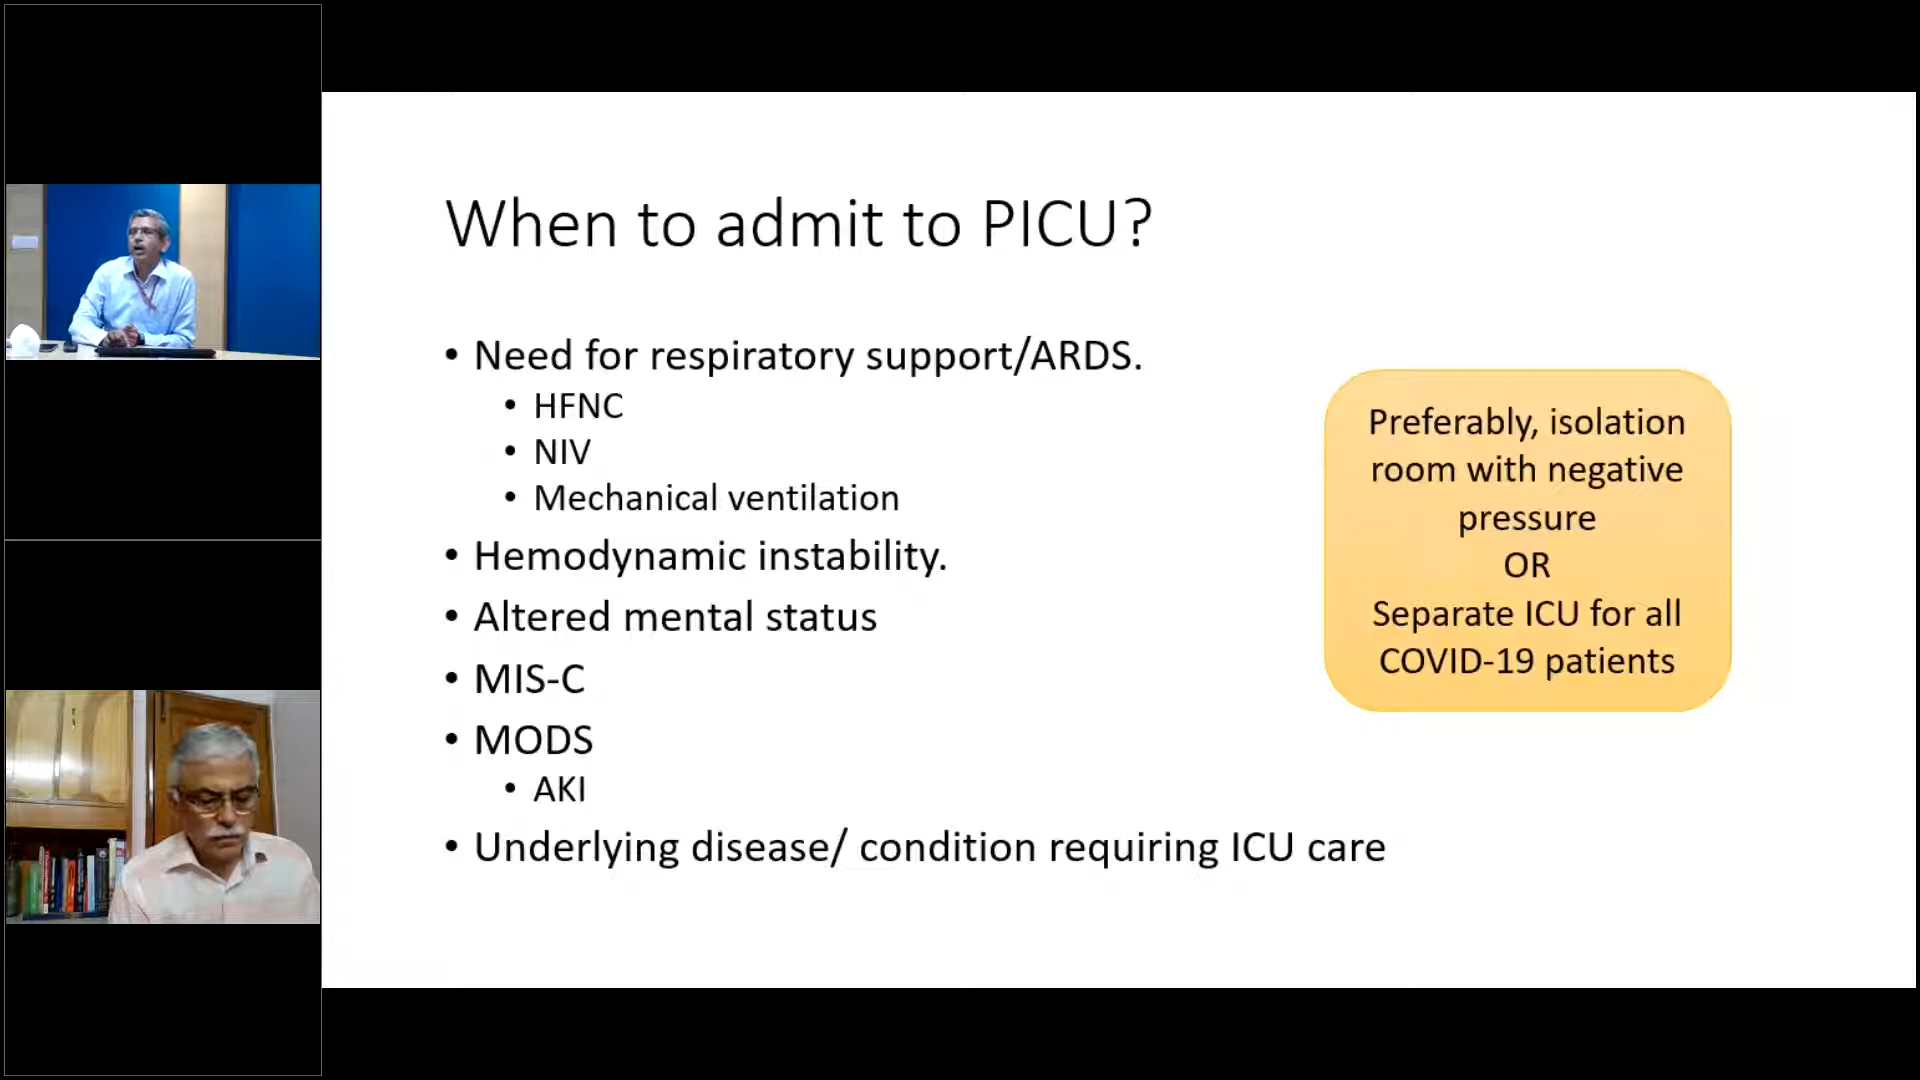 When to admit to PICU?
• Need for respiratory support/ARDS.
• HFNC
• NIV
• Mechanical ventilation
• Hemodynamic instability.
• Altered mental status
• MIS-C
• MODS
• AKI
• Underlying disease/ condition requiring ICU care
Preferably, isolation
room with negative
pressure
OR
Separate ICU for all
COVID-19 patients